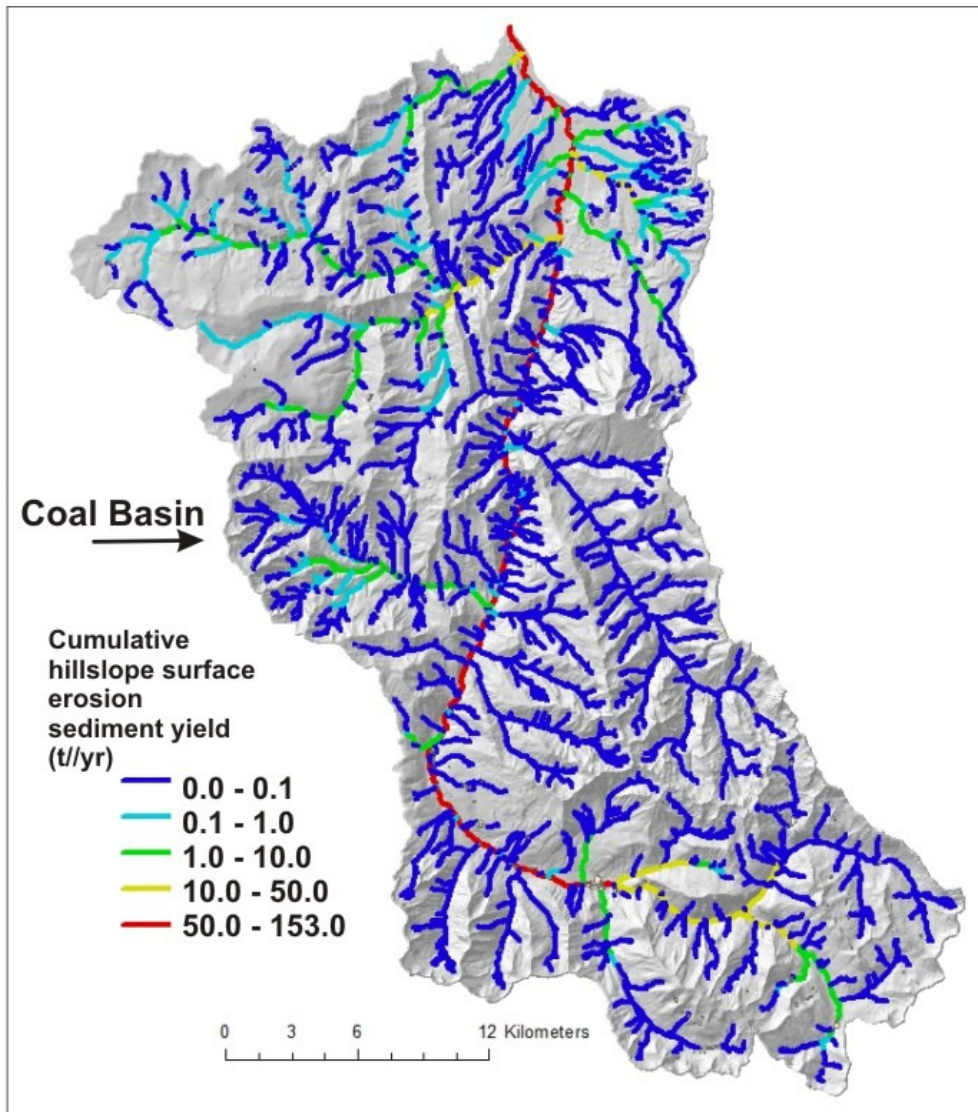 Coal Basin
Cumulative
hillslope surface
erosion
sediment yield
(t//yr)
0.0 - 0.1
0.1 - 1.0
1.0 - 10.0
10.0 - 50.0
50.0 - 153.0
0 3 6 12 Kilometers